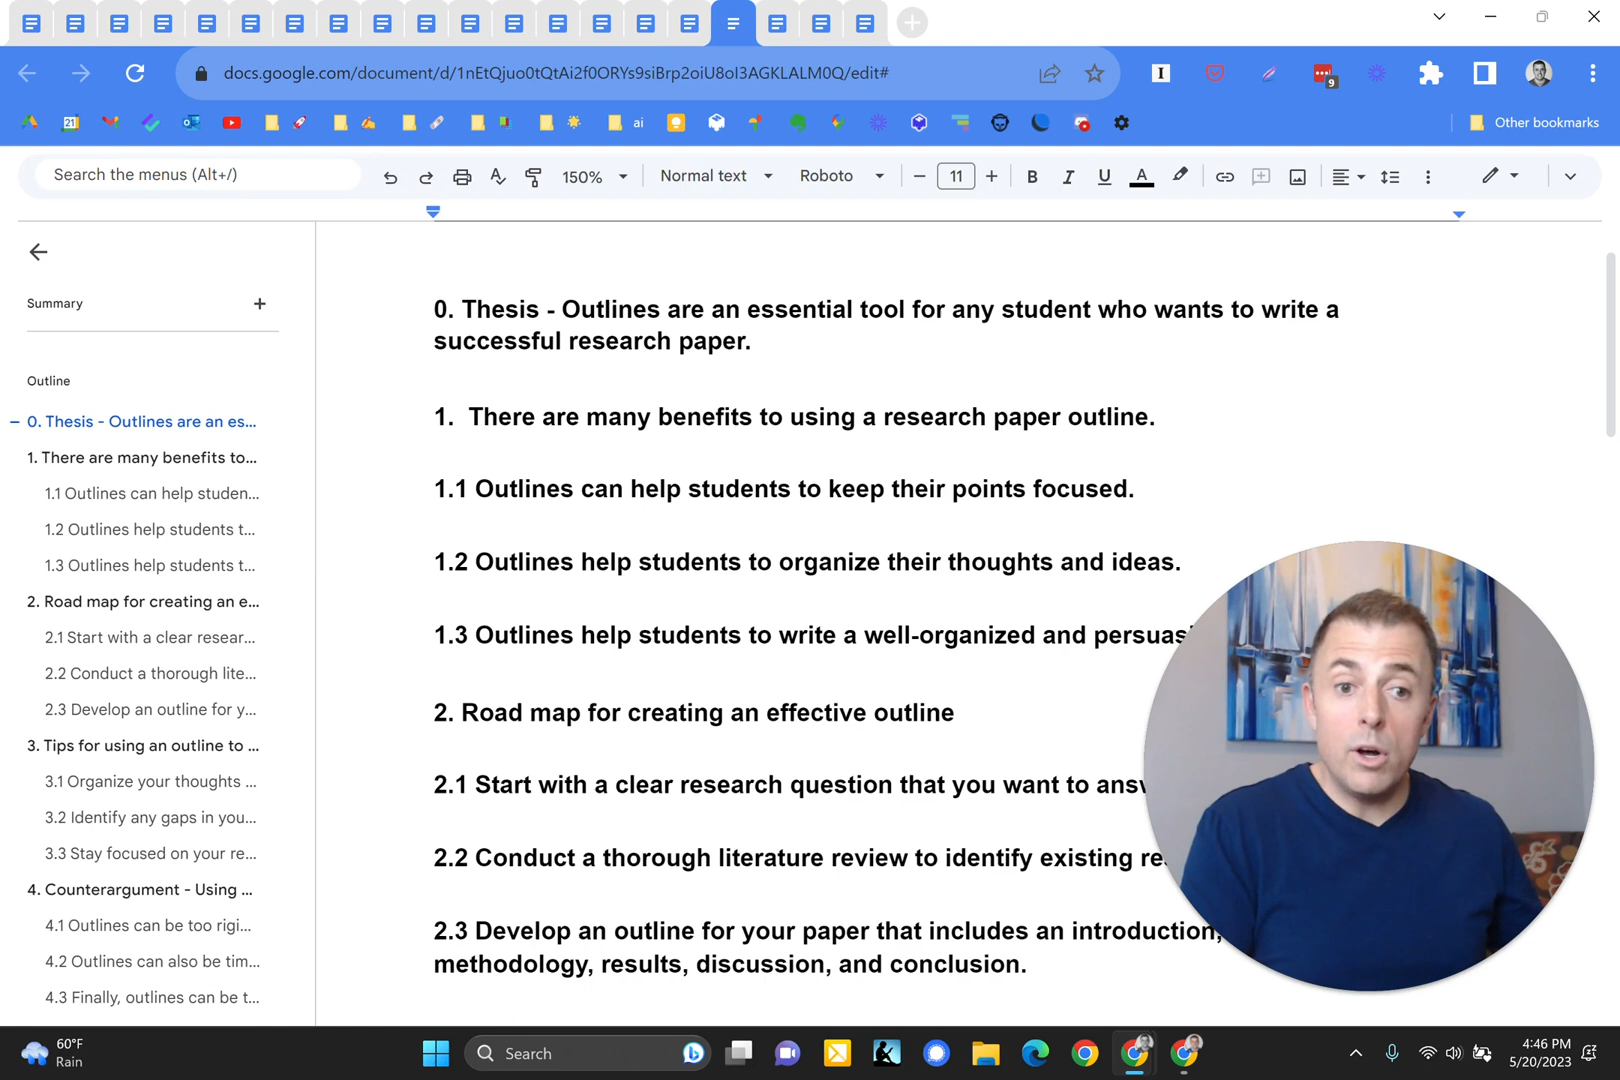 docs.google.com/document/d/1nEtQjuo0tQtAi2f0ORYs9siBrp2oiU8oI3AGKLALM0Q/edit#
9
21
ai
Other bookmarks
Search the menus (Alt+/)
150%
Normal text
Roboto
11
B
I
U
A
Summary
Outline
0. Thesis - Outlines are an es...
1. There are many benefits to...
1.1 Outlines can help studen...
1.2 Outlines help students t...
1.3 Outlines help students t...
2. Road map for creating an e...
2.1 Start with a clear resear...
2.2 Conduct a thorough lite...
2.3 Develop an outline for y...
3. Tips for using an outline to ...
3.1 Organize your thoughts ...
3.2 Identify any gaps in you...
3.3 Stay focused on your re...
4. Counterargument - Using ...
4.1 Outlines can be too rigi...
4.2 Outlines can also be tim...
4.3 Finally, outlines can be t...
0. Thesis - Outlines are an essential tool for any student who wants to write a
successful research paper.
1. There are many benefits to using a research paper outline.
1.1 Outlines can help students to keep their points focused.
1.2 Outlines help students to organize their thoughts and ideas.
1.3 Outlines help students to write a well-organized and
2. Road map for creating an effective outline
2.1 Start with a clear research question that you want to
2.2 Conduct a thorough literature review to identify existing
2.3 Develop an outline for your paper that includes an introduction,
methodology, results, discussion, and conclusion.
60°F
Rain
Search
4:46 PM
5/20/2023